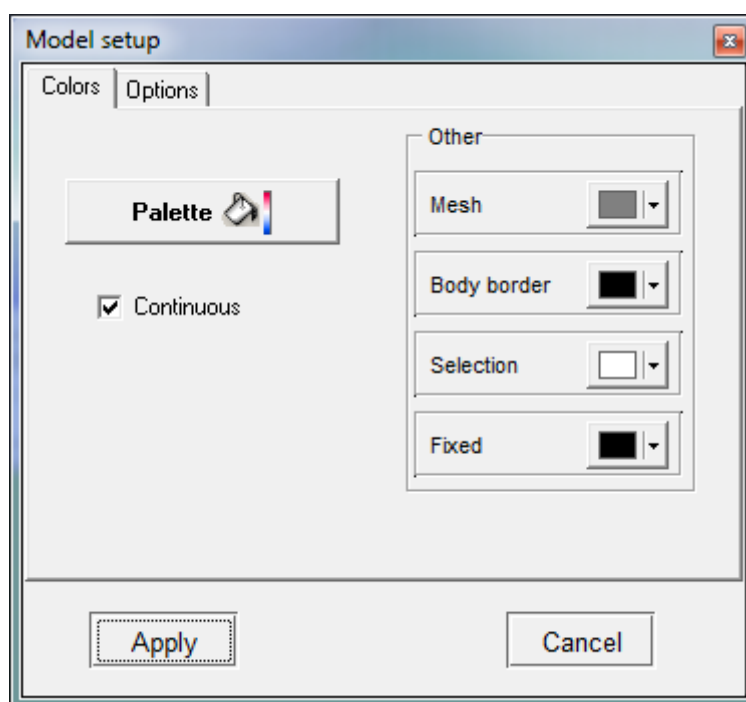 Model setup
Colors Options
Palette
Continuous
Other
Mesh
Body border
Selection
Fixed
Apply Cancel